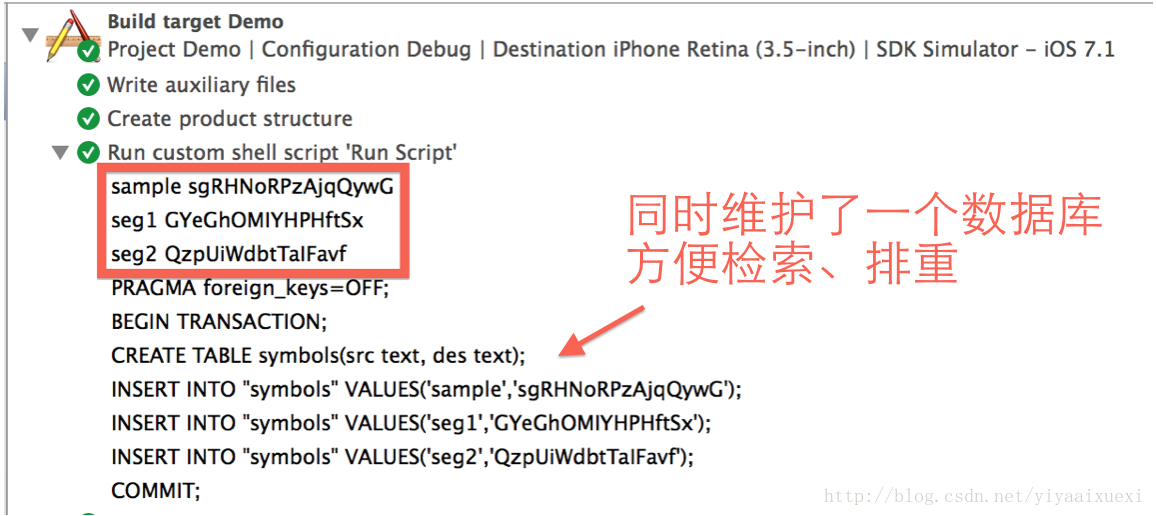 Build target Demo
Project Demo | Configuration Debug | Destination iPhone Retina (3.5-inch) | SDK Simulator - iOS 7.1
Write auxiliary files
Create product structure
Run custom shell script 'Run Script'
sample sgRHNoRPzAjqQywG
seg1 GYeGhOMIYHPHftSx
seg2 QzpUiWdbtTaIFavf
PRAGMA foreign_keys=OFF;
BEGIN TRANSACTION;
CREATE TABLE symbols(src text, des text);
INSERT INTO "symbols" VALUES('sample','sgRHNoRPzAjqQywG');
INSERT INTO "symbols" VALUES('seg1','GYeGhOMIYHPHftSx');
INSERT INTO "symbols" VALUES('seg2','QzpUiWdbtTaIFavf');
COMMIT;
同时维护了一个数据库
方便检索、排重
http://blog.csdn.net/yiyaaixuexi